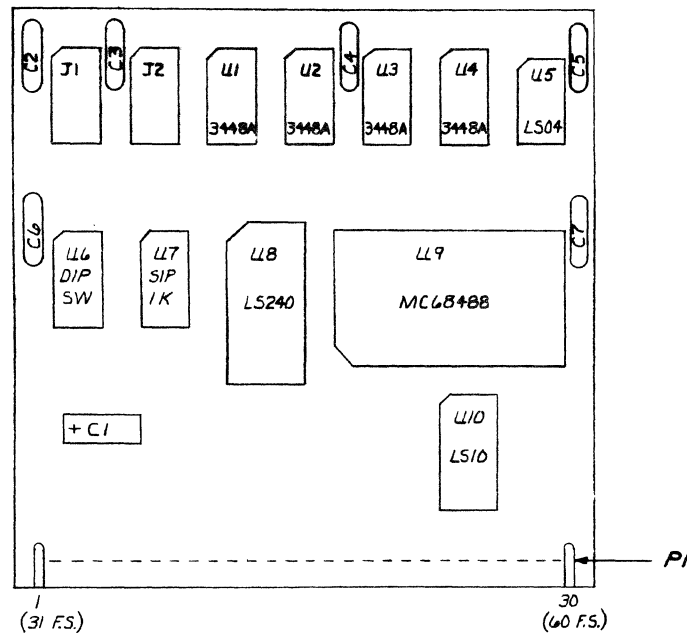 C2
C3
C4
C5
J1
J2
U1
3448A
U2
3448A
U3
3448A
U4
3448A
U5
LS04
C6
C7
U6
DIP
SW
U7
SIP
1K
U8
LS240
U9
MC68488
+ C1
U10
LS10
P1
1
(31 F.S.)
30
(60 F.S.)